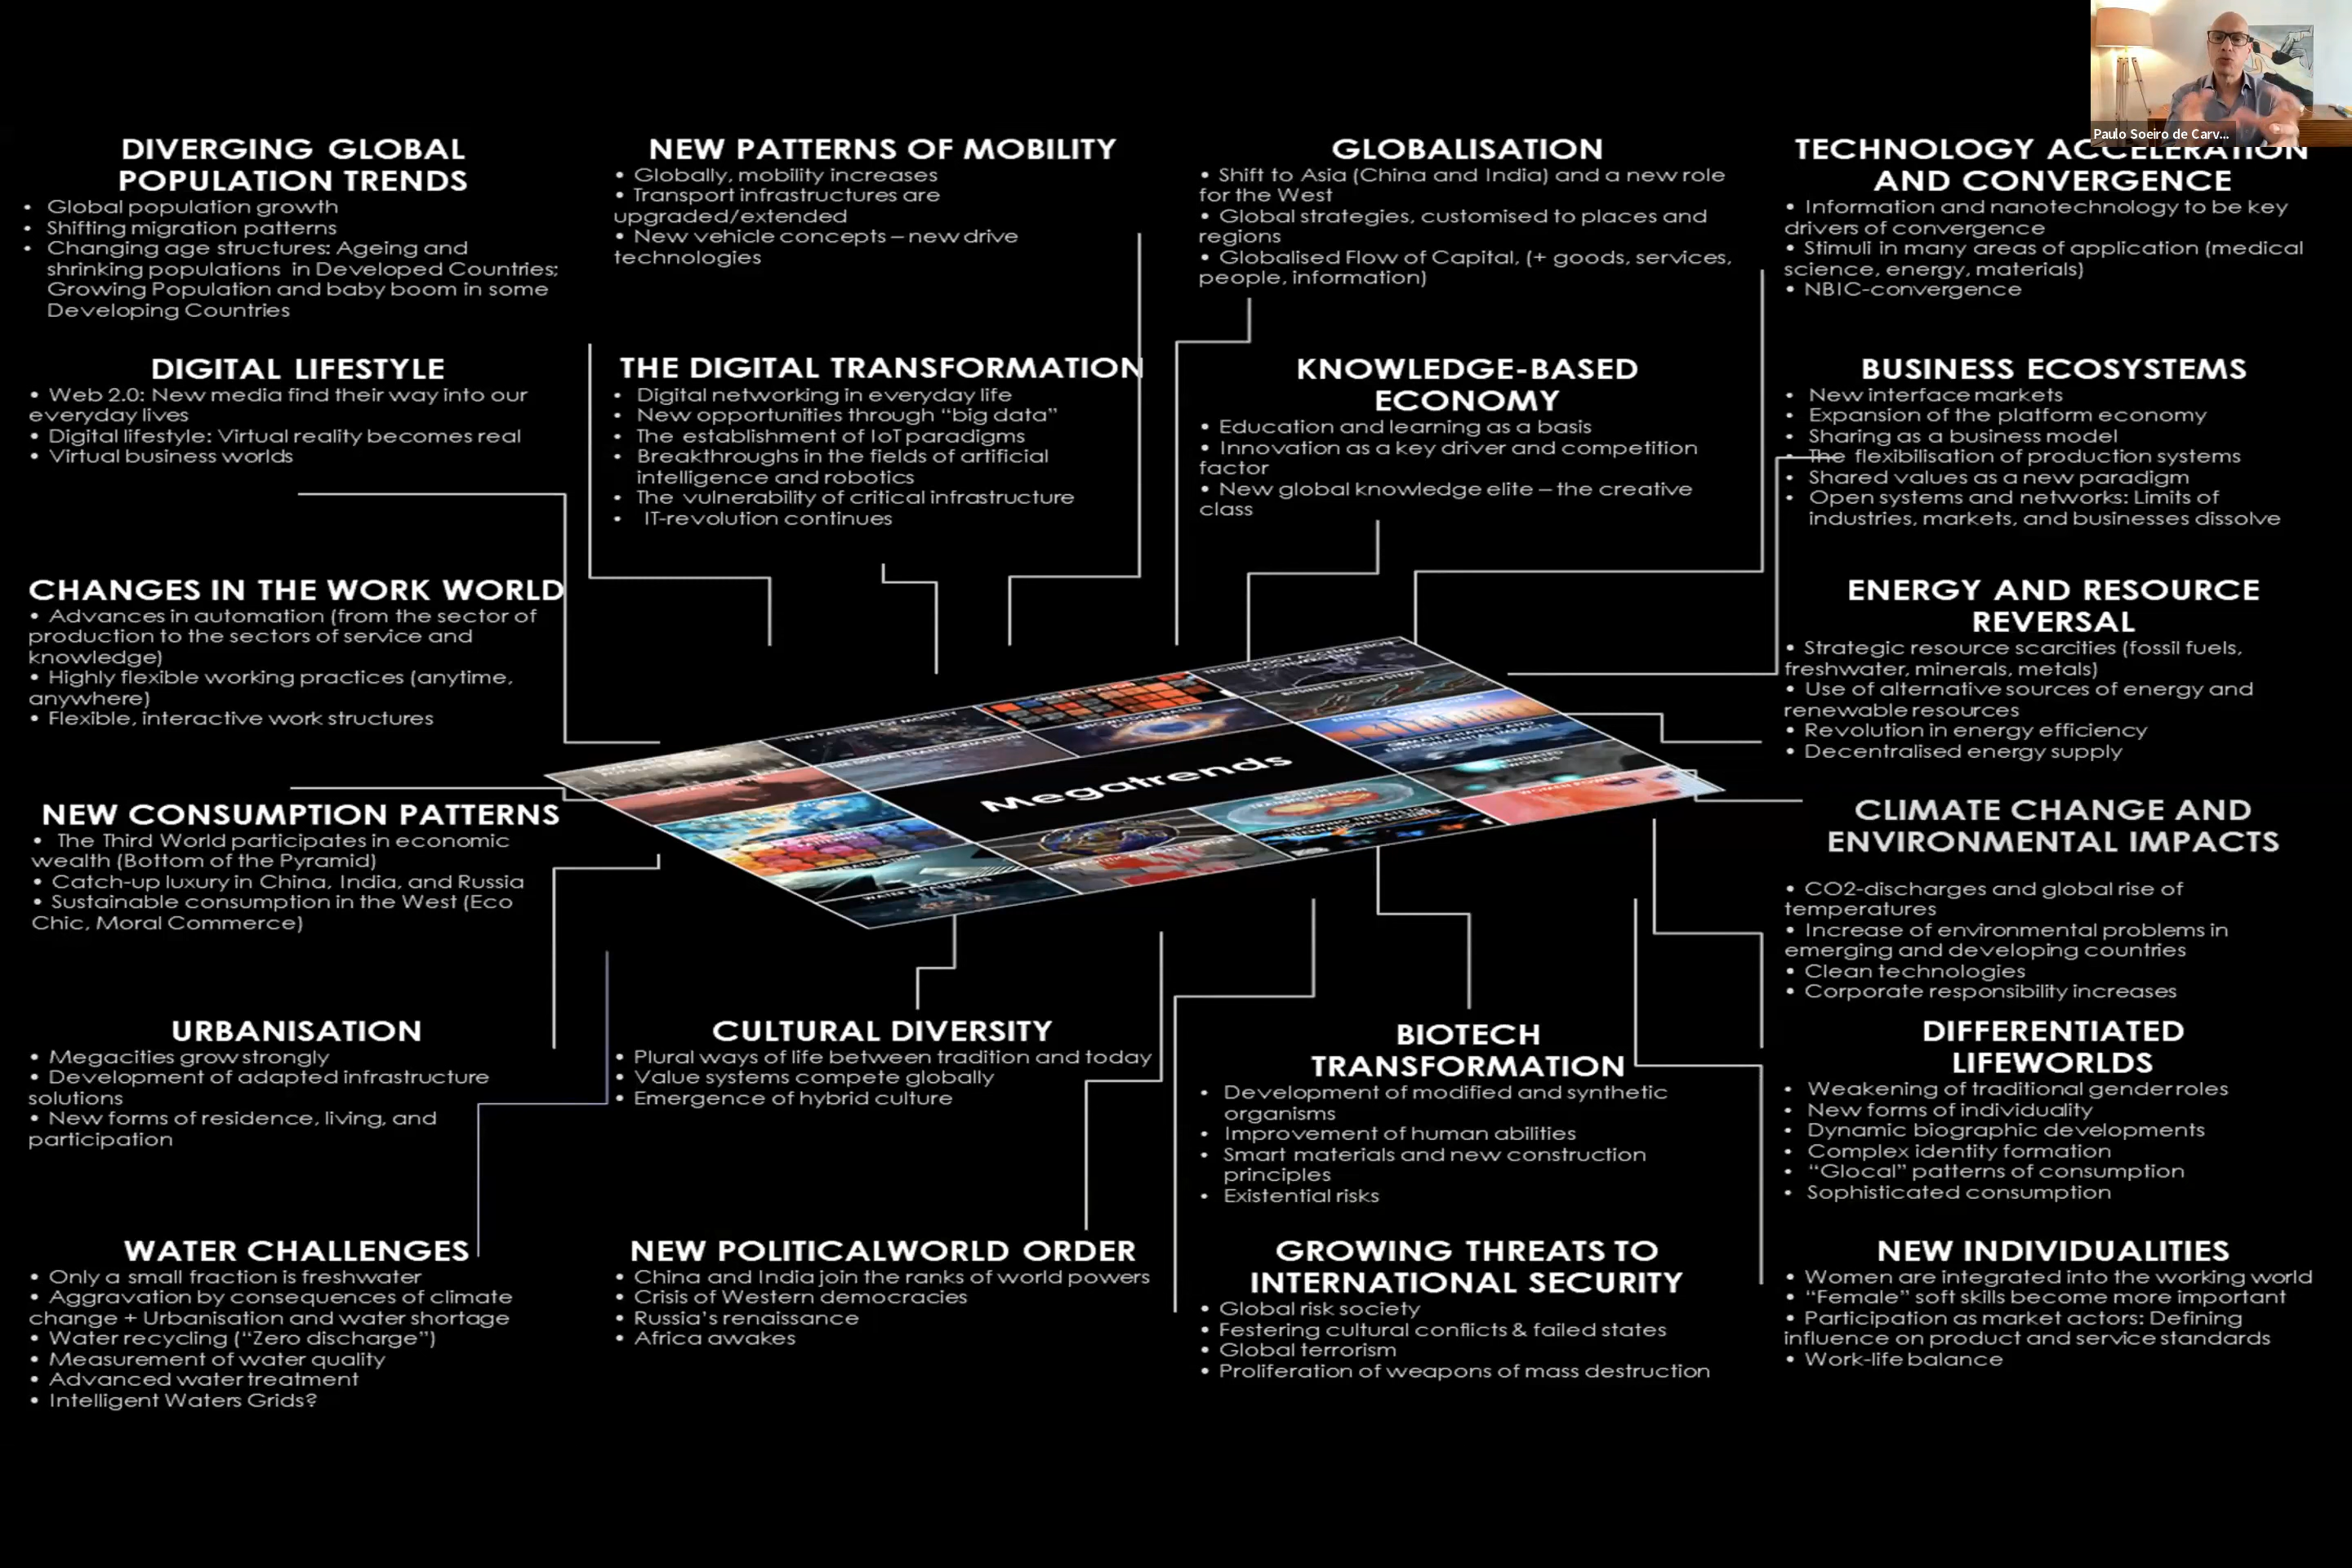 Paulo Soeiro de Carv...
DIVERGING GLOBAL
POPULATION TRENDS
• Global population growth
• Shifting migration patterns
• Changing age structures: Ageing and
shrinking populations in Developed Countries;
Growing Population and baby boom in some
Developing Countries
NEW PATTERNS OF MOBILITY
• Globally, mobility increases
• Transport infrastructures are
upgraded/extended
• New vehicle concepts – new drive
technologies
GLOBALISATION
• Shift to Asia (China and India) and a new role
for the West
• Global strategies, customised to places and
regions
• Globalised Flow of Capital, (+ goods, services,
people, information)
TECHNOLOGY ACCELERATION
AND CONVERGENCE
• Information and nanotechnology to be key
drivers of convergence
• Stimuli in many areas of application (medical
science, energy, materials)
• NBIC-convergence
DIGITAL LIFESTYLE
• Web 2.0: New media find their way into our
everyday lives
• Digital lifestyle: Virtual reality becomes real
• Virtual business worlds
THE DIGITAL TRANSFORMATION
• Digital networking in everyday life
• New opportunities through “big data”
• The establishment of IoT paradigms
• Breakthroughs in the fields of artificial
intelligence and robotics
• The vulnerability of critical infrastructure
• IT-revolution continues
KNOWLEDGE-BASED
ECONOMY
• Education and learning as a basis
• Innovation as a key driver and competition
factor
• New global knowledge elite – the creative
class
BUSINESS ECOSYSTEMS
• New interface markets
• Expansion of the platform economy
• Sharing as a business model
• The flexibilisation of production systems
• Shared values as a new paradigm
• Open systems and networks: Limits of
industries, markets, and businesses dissolve
CHANGES IN THE WORK WORLD
• Advances in automation (from the sector of
production to the sectors of service and
knowledge)
• Highly flexible working practices (anytime,
anywhere)
• Flexible, interactive work structures
ENERGY AND RESOURCE
REVERSAL
• Strategic resource scarcities (fossil fuels,
freshwater, minerals, metals)
• Use of alternative sources of energy and
renewable resources
• Revolution in energy efficiency
• Decentralised energy supply
Megatrends
NEW CONSUMPTION PATTERNS
• The Third World participates in economic
wealth (Bottom of the Pyramid)
• Catch-up luxury in China, India, and Russia
• Sustainable consumption in the West (Eco
Chic, Moral Commerce)
CLIMATE CHANGE AND
ENVIRONMENTAL IMPACTS
• CO2-discharges and global rise of
temperatures
• Increase of environmental problems in
emerging and developing countries
• Clean technologies
• Corporate responsibility increases
URBANISATION
• Megacities grow strongly
• Development of adapted infrastructure
solutions
• New forms of residence, living, and
participation
CULTURAL DIVERSITY
• Plural ways of life between tradition and today
• Value systems compete globally
• Emergence of hybrid culture
BIOTECH
TRANSFORMATION
• Development of modified and synthetic
organisms
• Improvement of human abilities
• Smart materials and new construction
principles
• Existential risks
DIFFERENTIATED
LIFEWORLDS
• Weakening of traditional gender roles
• New forms of individuality
• Dynamic biographic developments
• Complex identity formation
• “Glocal” patterns of consumption
• Sophisticated consumption
WATER CHALLENGES
• Only a small fraction is freshwater
• Aggravation by consequences of climate
change + Urbanisation and water shortage
• Water recycling (“Zero discharge”)
• Measurement of water quality
• Advanced water treatment
• Intelligent Waters Grids?
NEW POLITICALWORLD ORDER
• China and India join the ranks of world powers
• Crisis of Western democracies
• Russia’s renaissance
• Africa awakes
GROWING THREATS TO
INTERNATIONAL SECURITY
• Global risk society
• Festering cultural conflicts & failed states
• Global terrorism
• Proliferation of weapons of mass destruction
NEW INDIVIDUALITIES
• Women are integrated into the working world
• “Female” soft skills become more important
• Participation as market actors: Defining
influence on product and service standards
• Work-life balance